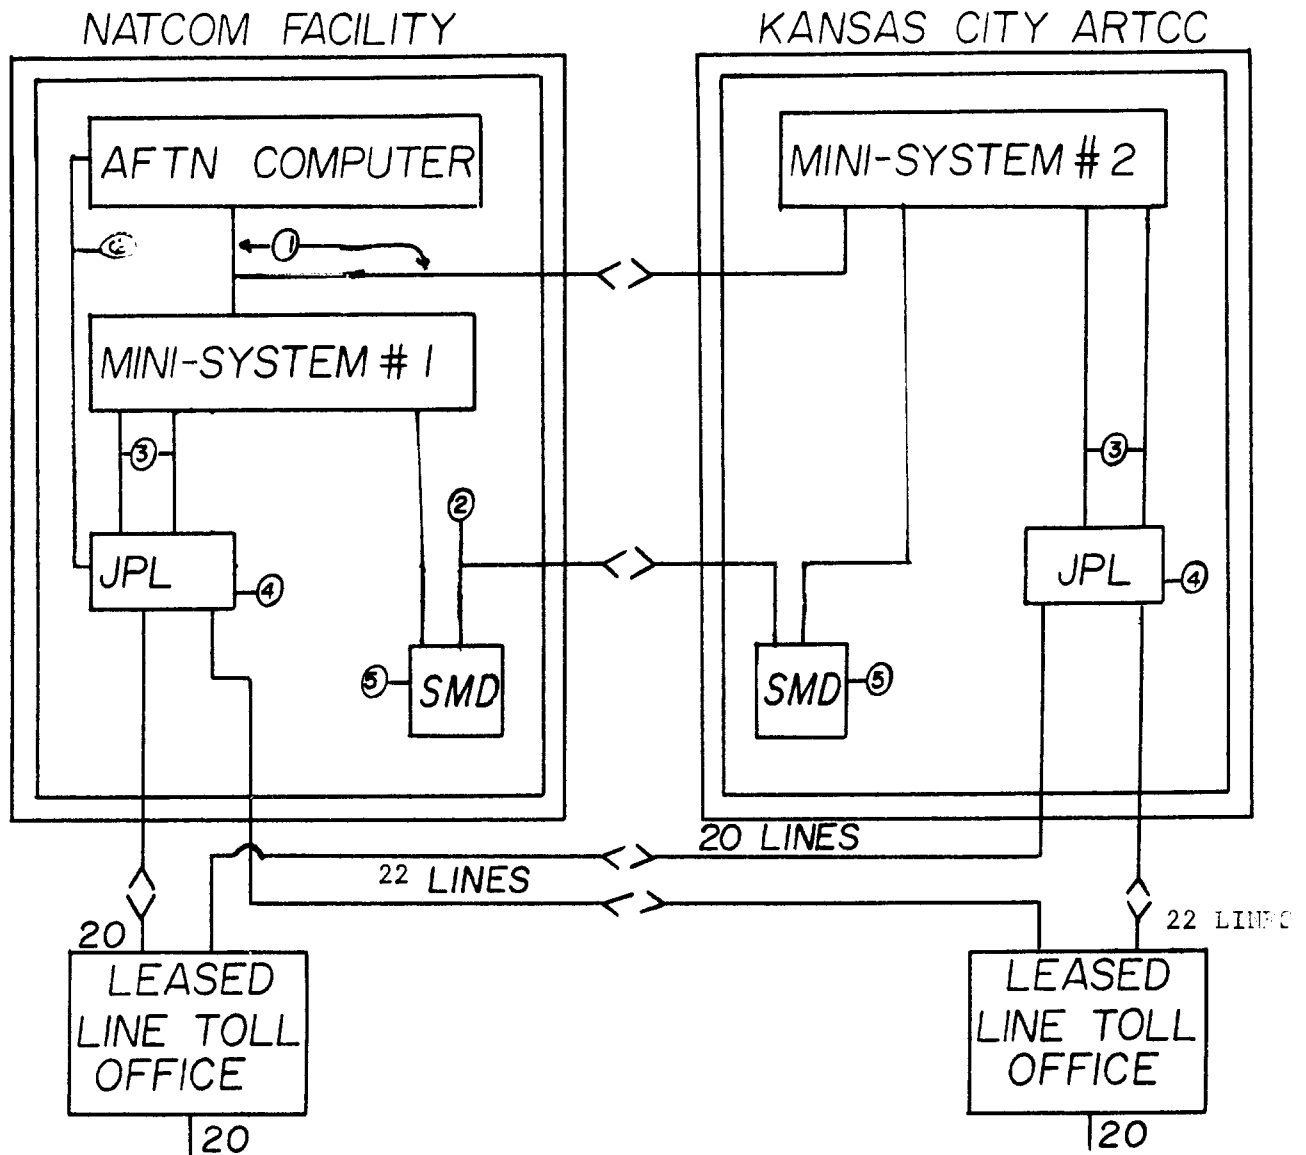 NATCOM FACILITY
KANSAS CITY ARTCC
AFTN COMPUTER
MINI-SYSTEM # 2
1
MINI-SYSTEM # 1
3
3
2
JPL
4
JPL
4
5
SMD
SMD
5
20 LINES
22 LINES
20
22
LEASED
LINE TOLL
OFFICE
LEASED
LINE TOLL
OFFICE
20
20